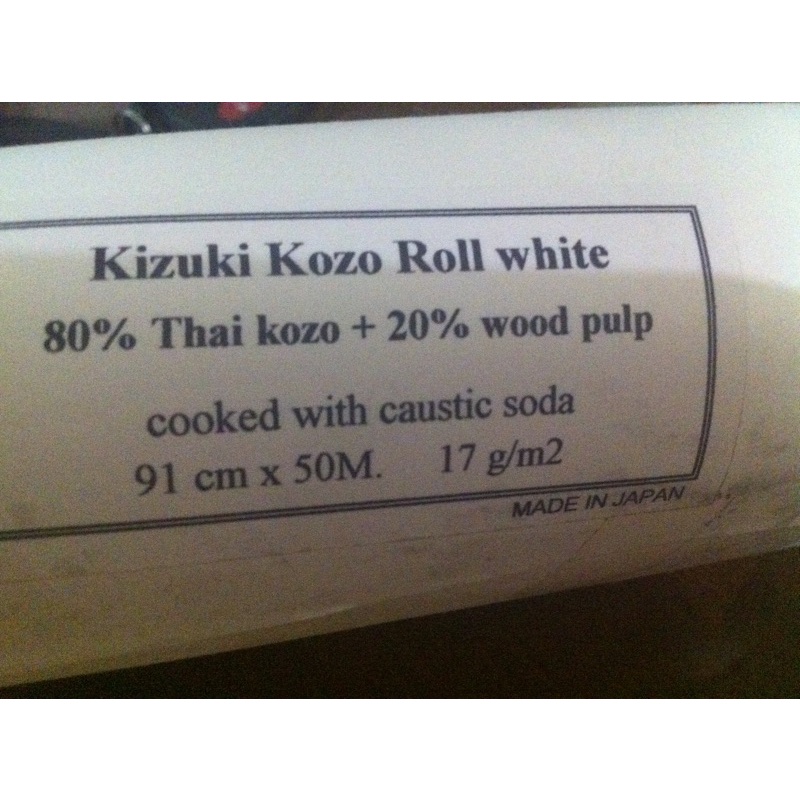 Kizuki Kozo Roll white
80% Thai kozo + 20% wood pulp
cooked with caustic soda
91 cm x 50M. 17 g/m2
MADE IN JAPAN